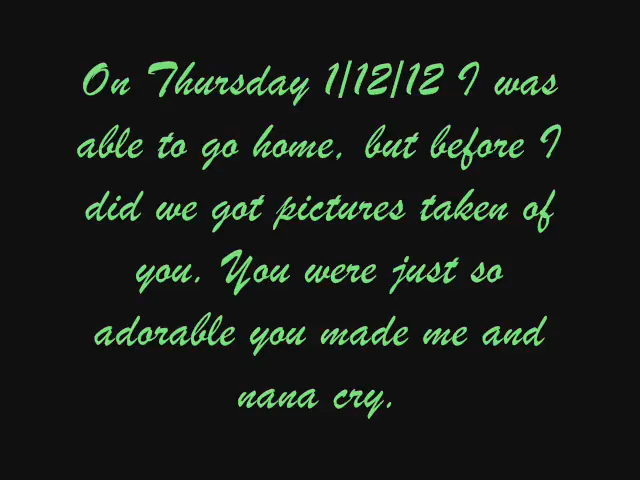 On Thursday 1/12/12 I was
able to go home, but before I
did we got pictures taken of
you. You were just so
adorable you made me and
nana cry.